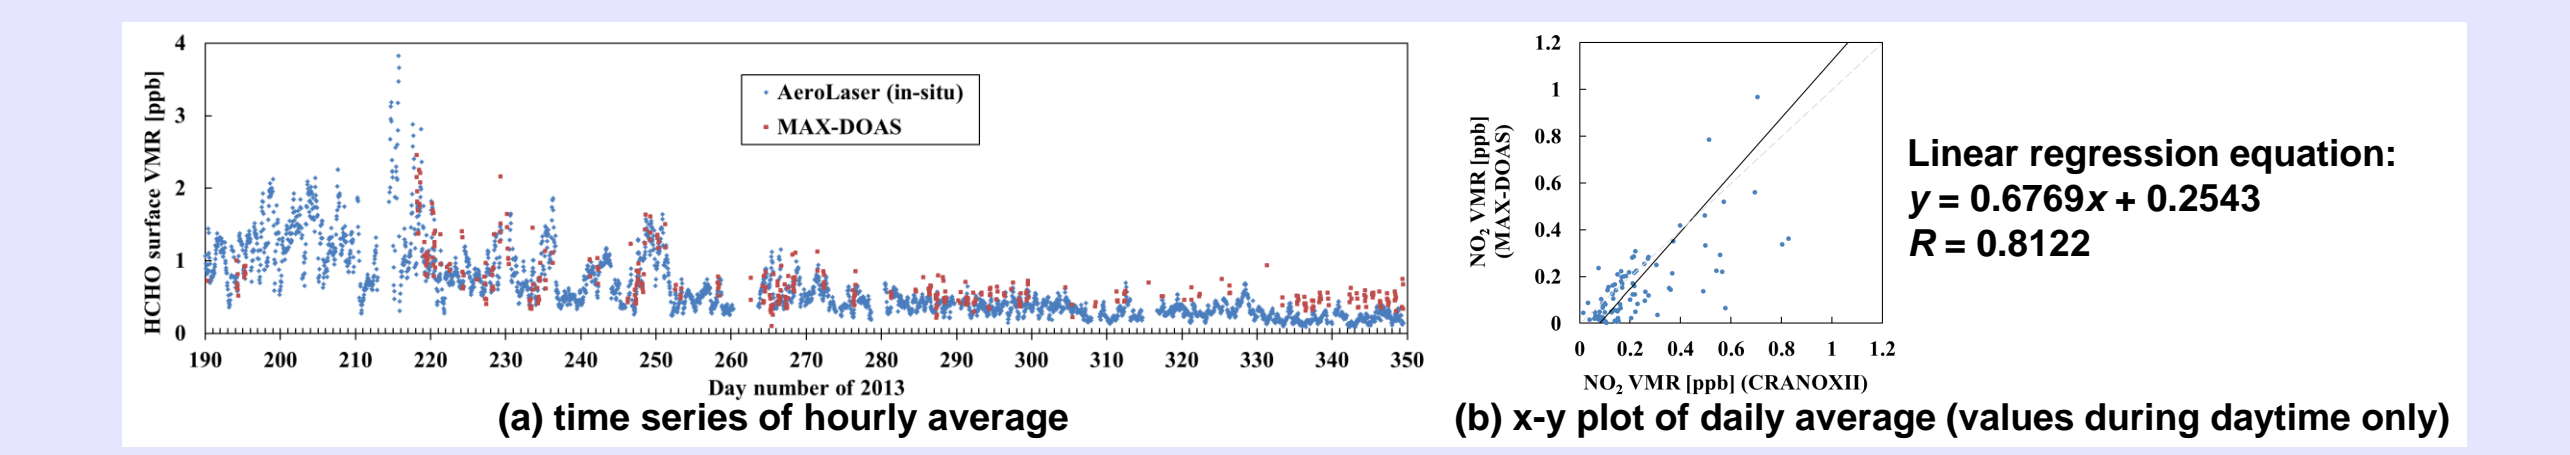 HCHO surface VMR [ppb]
4
3
2
1
0
AeroLaser (in-situ)
MAX-DOAS
190 200 210 220 230 240 250 260 270 280 290 300 310 320 330 340 350
Day number of 2013
(a) time series of hourly average
NO₂ VMR [ppb]
(MAX-DOAS)
1.2
1
0.8
0.6
0.4
0.2
0
0 0.2 0.4 0.6 0.8 1 1.2
NO₂ VMR [ppb] (CRANOXII)
(b) x-y plot of daily average (values during daytime only)
Linear regression equation:
y = 0.6769x + 0.2543
R = 0.8122